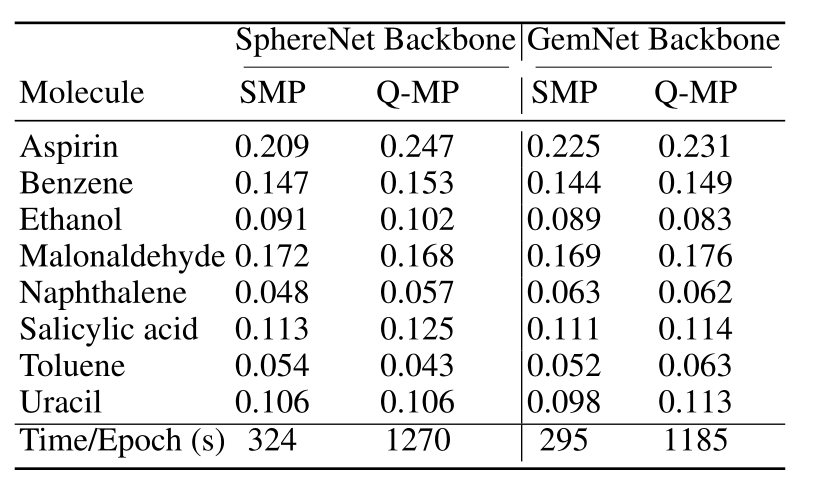 SphereNet Backbone GemNet Backbone
Molecule SMP Q-MP SMP Q-MP
Aspirin 0.209 0.247 0.225 0.231
Benzene 0.147 0.153 0.144 0.149
Ethanol 0.091 0.102 0.089 0.083
Malonaldehyde 0.172 0.168 0.169 0.176
Naphthalene 0.048 0.057 0.063 0.062
Salicylic acid 0.113 0.125 0.111 0.114
Toluene 0.054 0.043 0.052 0.063
Uracil 0.106 0.106 0.098 0.113
Time/Epoch (s) 324 1270 295 1185